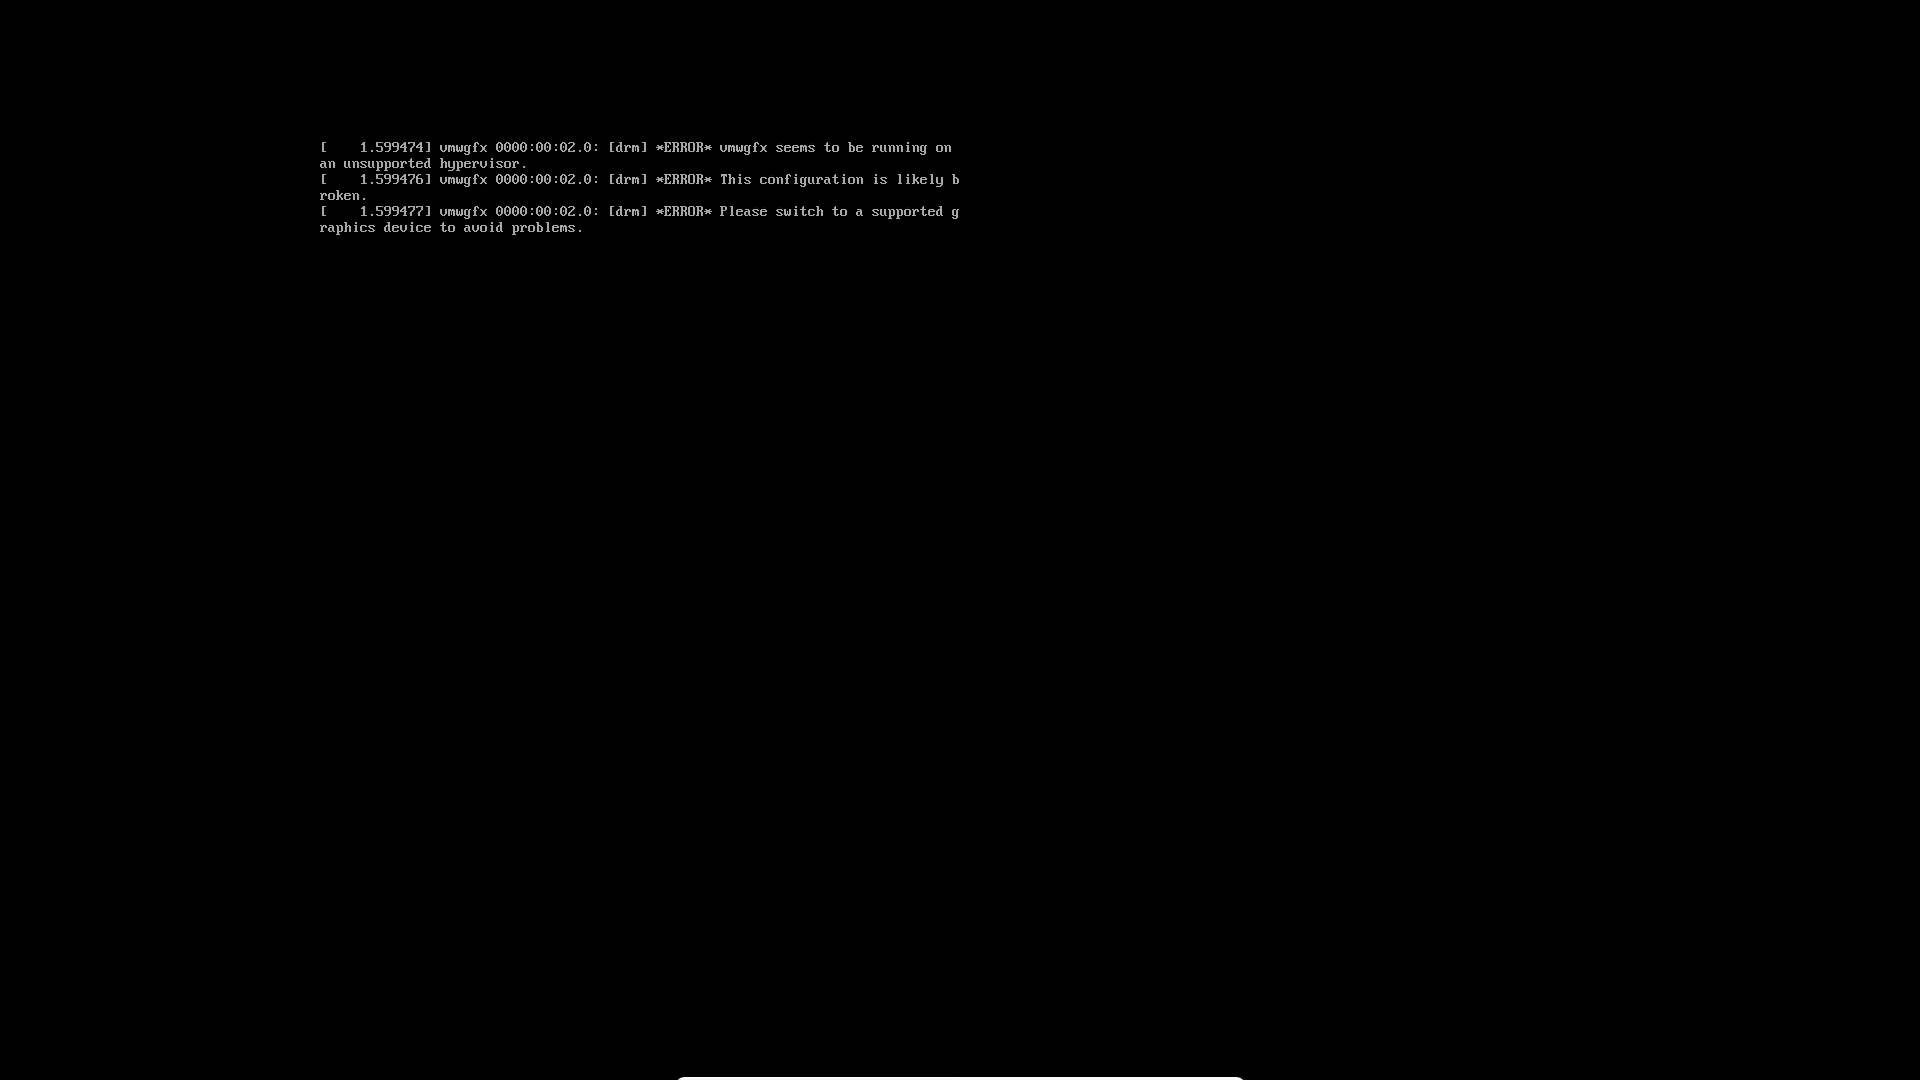 [    1.599474] vmwgfx 0000:00:02.0: [drm] *ERROR* vmwgfx seems to be running on
an unsupported hypervisor.
[    1.599476] vmwgfx 0000:00:02.0: [drm] *ERROR* This configuration is likely b
roken.
[    1.599477] vmwgfx 0000:00:02.0: [drm] *ERROR* Please switch to a supported g
raphics device to avoid problems.